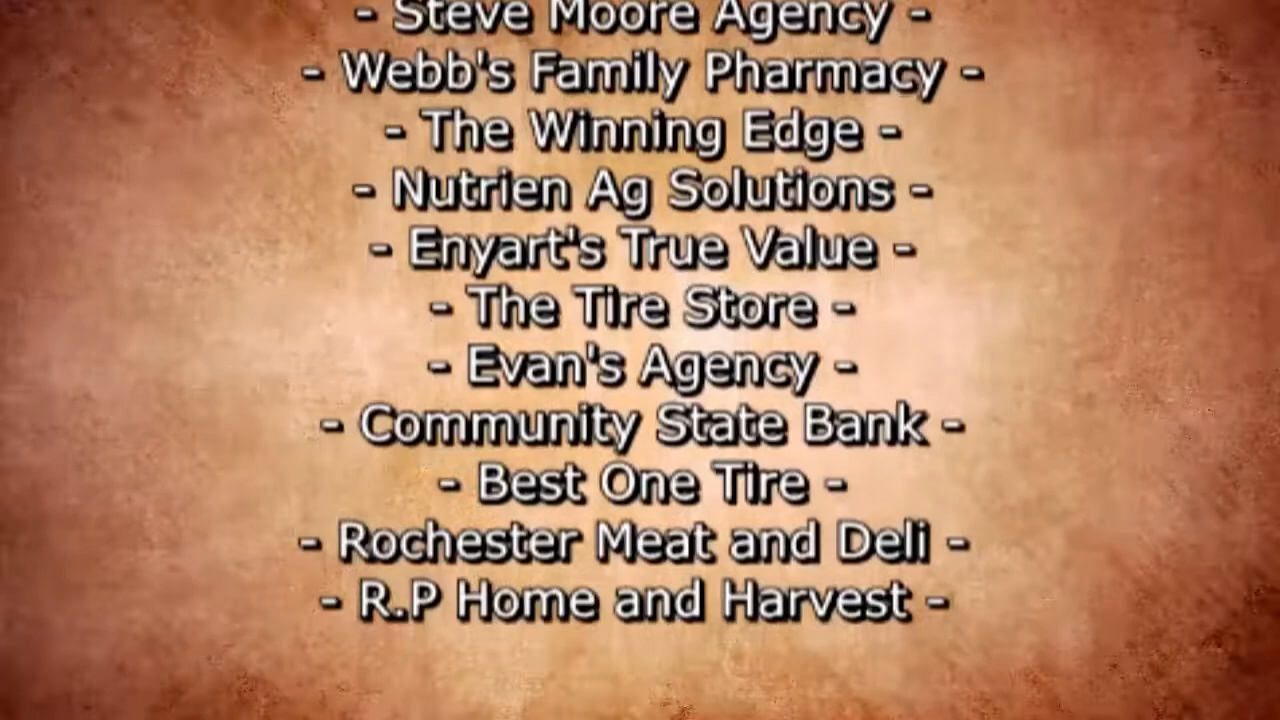 - Steve Moore Agency -
- Webb's Family Pharmacy -
- The Winning Edge -
- Nutrien Ag Solutions -
- Enyart's True Value -
- The Tire Store -
- Evan's Agency -
- Community State Bank -
- Best One Tire -
- Rochester Meat and Deli -
- R.P Home and Harvest -